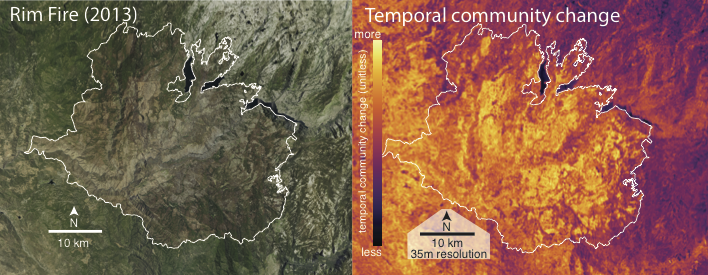 Rim Fire (2013)
N
10 km
Temporal community change
more
temporal community change (unitless)
less
N
10 km
35m resolution